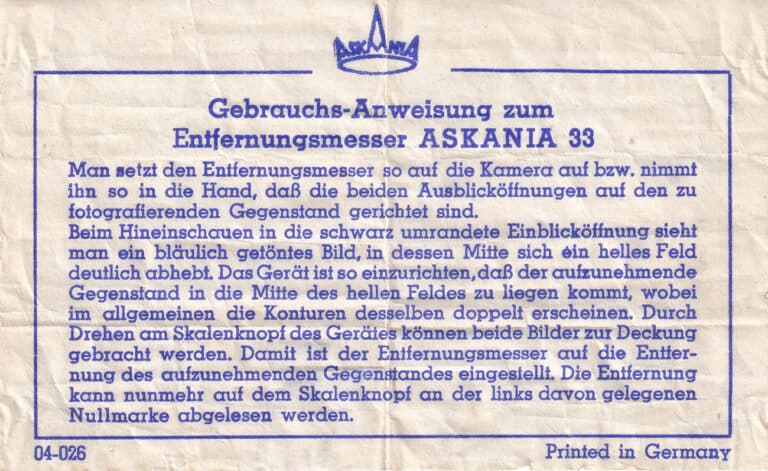 ASKANIA
Gebrauchs-Anweisung zum
Entfernungsmesser ASKANIA 33
Man setzt den Entfernungsmesser so auf die Kamera auf bzw. nimmt
ihn so in die Hand, daß die beiden Ausblicköffnungen auf den zu
fotografierenden Gegenstand gerichtet sind.
Beim Hineinschauen in die schwarz umrandete Einblicköffnung sieht
man ein bläulich getöntes Bild, in dessen Mitte sich ein helles Feld
deutlich abhebt. Das Gerät ist so einzurichten, daß der aufzunehmende
Gegenstand in die Mitte des hellen Feldes zu liegen kommt, wobei
im allgemeinen die Konturen desselben doppelt erscheinen. Durch
Drehen am Skalenknopf des Gerätes können beide Bilder zur Deckung
gebracht werden. Damit ist der Entfernungsmesser auf die Entfer-
nung des aufzunehmenden Gegenstandes eingestellt. Die Entfernung
kann nunmehr auf dem Skalenknopf an der links davon gelegenen
Nullmarke abgelesen werden.
04-026 Printed in Germany